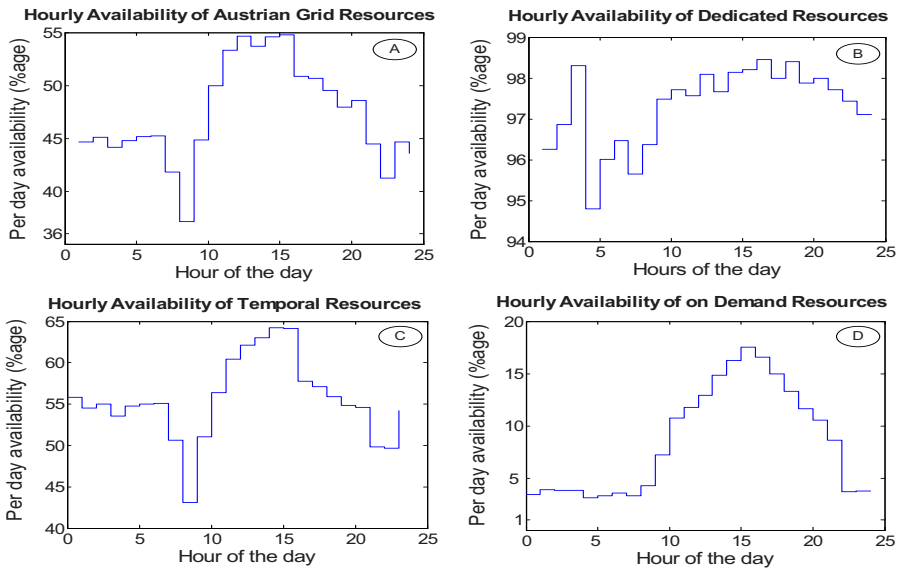 Hourly Availability of Austrian Grid Resources
A
Per day availability (%age)
55
50
45
40
36
0 5 10 15 20 25
Hour of the day
Hourly Availability of Dedicated Resources
B
Per day availability (%age)
99
98
97
96
95
94
0 5 10 15 20 25
Hours of the day
Hourly Availability of Temporal Resources
C
Per day availability (%age)
65
60
55
50
45
40
0 5 10 15 20 25
Hour of the day
Hourly Availability of on Demand Resources
D
Per day availability (%age)
20
15
10
5
1
0 5 10 15 20 25
Hour of the day